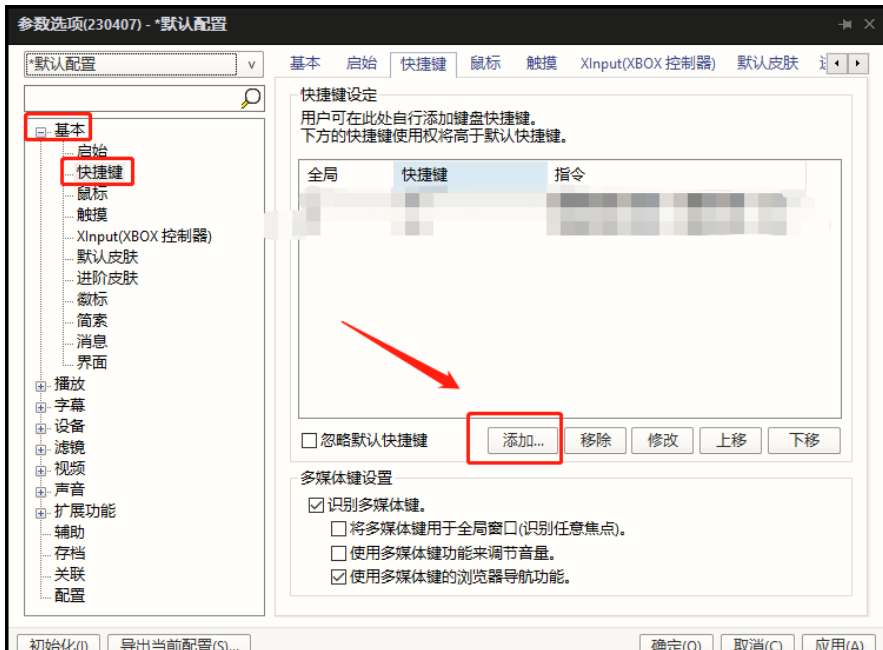 参数选项(230407) - *默认配置
*默认配置
基本 启始 快捷键 鼠标 触摸 XInput(XBOX 控制器) 默认皮肤
基本
启始
快捷键
鼠标
触摸
XInput(XBOX 控制器)
默认皮肤
进阶皮肤
徽标
简索
消息
界面
播放
字幕
设备
滤镜
视频
声音
扩展功能
辅助
存档
关联
配置
快捷键设定
用户可在此处自行添加键盘快捷键。
下方的快捷键使用权将高于默认快捷键。
全局 快捷键 指令
忽略默认快捷键 添加... 移除 修改 上移 下移
多媒体键设置
识别多媒体键。
将多媒体键用于全局窗口(识别任意焦点)。
使用多媒体键功能来调节音量。
使用多媒体键的浏览器导航功能。
初始化(I) 导出当前配置(S)... 确定(O) 取消(C) 应用(A)